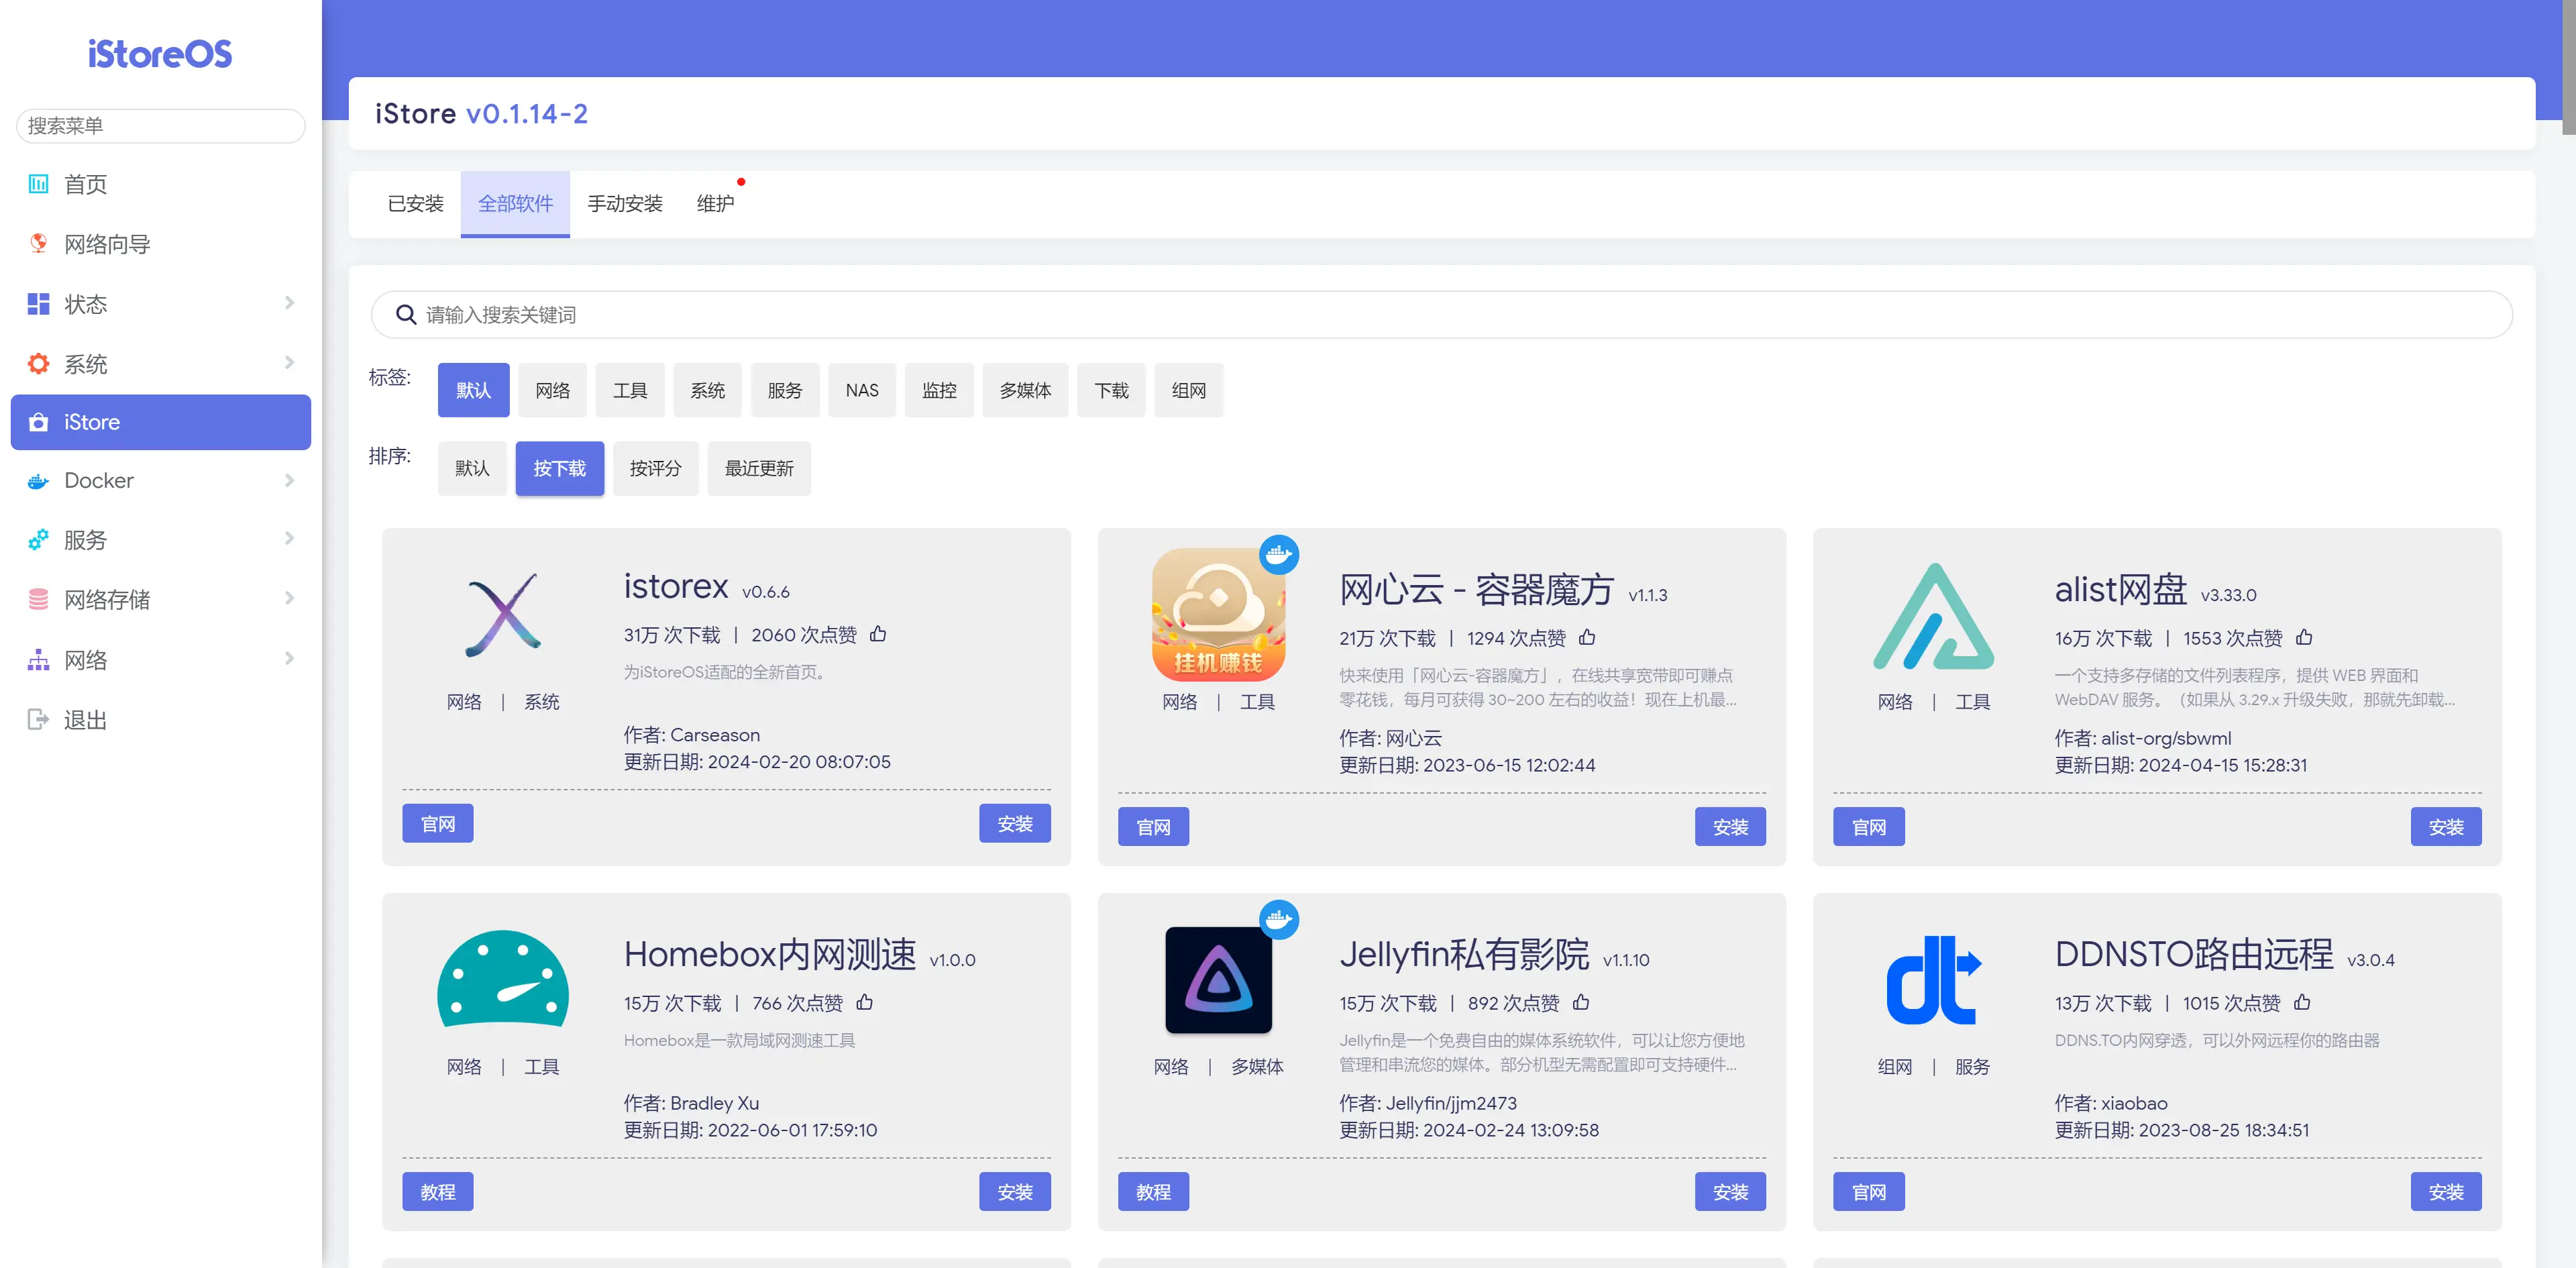 iStoreOS
搜索菜单
首页
网络向导
状态
系统
iStore
Docker
服务
网络存储
网络
退出
iStore v0.1.14-2
已安装 全部软件 手动安装 维护
请输入搜索关键词
标签: 默认 网络 工具 系统 服务 NAS 监控 多媒体 下载 组网
排序: 默认 按下载 按评分 最近更新
istorex v0.6.6
31万 次下载 | 2060 次点赞
为iStoreOS适配的全新首页。
网络 | 系统
作者: Carseason
更新日期: 2024-02-20 08:07:05
官网 安装
挂机赚钱
网心云 - 容器魔方 v1.1.3
21万 次下载 | 1294 次点赞
快来使用「网心云-容器魔方」，在线共享宽带即可赚点
零花钱，每月可获得 30~200 左右的收益！现在上机最...
网络 | 工具
作者: 网心云
更新日期: 2023-06-15 12:02:44
官网 安装
alist网盘 v3.33.0
16万 次下载 | 1553 次点赞
一个支持多存储的文件列表程序，提供 WEB 界面和
WebDAV 服务。（如果从 3.29.x 升级失败，那就先卸载...
网络 | 工具
作者: alist-org/sbwml
更新日期: 2024-04-15 15:28:31
官网 安装
Homebox内网测速 v1.0.0
15万 次下载 | 766 次点赞
Homebox是一款局域网测速工具
网络 | 工具
作者: Bradley Xu
更新日期: 2022-06-01 17:59:10
教程 安装
Jellyfin私有影院 v1.1.10
15万 次下载 | 892 次点赞
Jellyfin是一个免费自由的媒体系统软件，可以让您方便地
管理和串流您的媒体。部分机型无需配置即可支持硬件...
网络 | 多媒体
作者: Jellyfin/jjm2473
更新日期: 2024-02-24 13:09:58
教程 安装
DDNSTO路由远程 v3.0.4
13万 次下载 | 1015 次点赞
DDNS.TO内网穿透，可以外网远程你的路由器
组网 | 服务
作者: xiaobao
更新日期: 2023-08-25 18:34:51
官网 安装